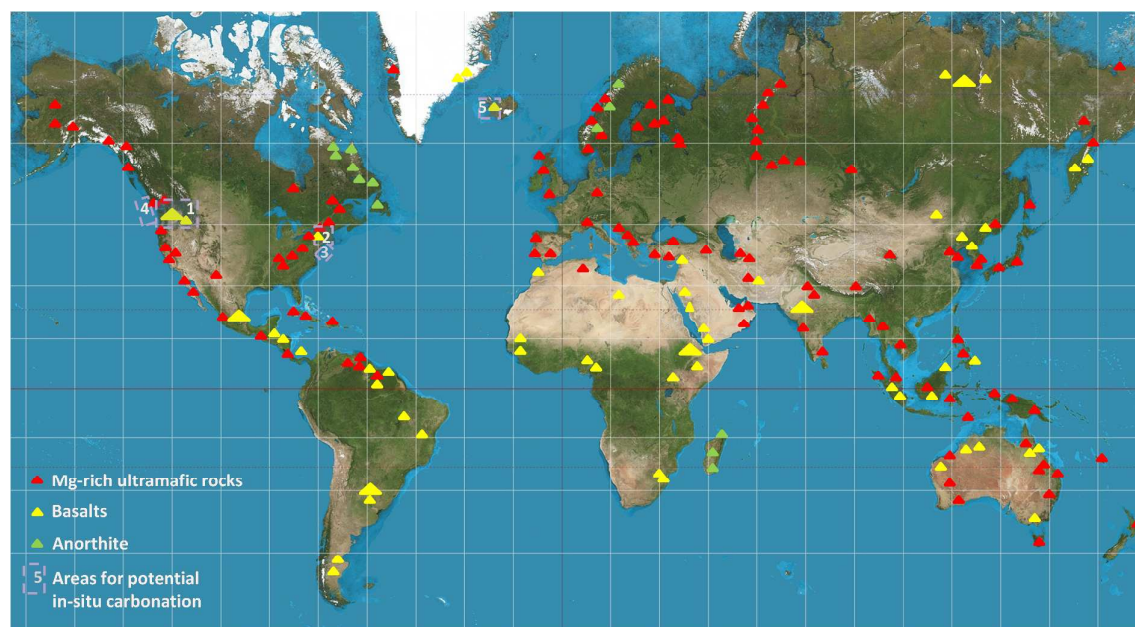 5
4
1
2
3
Mg-rich ultramafic rocks
Basalts
Anorthite
5 Areas for potential
in-situ carbonation